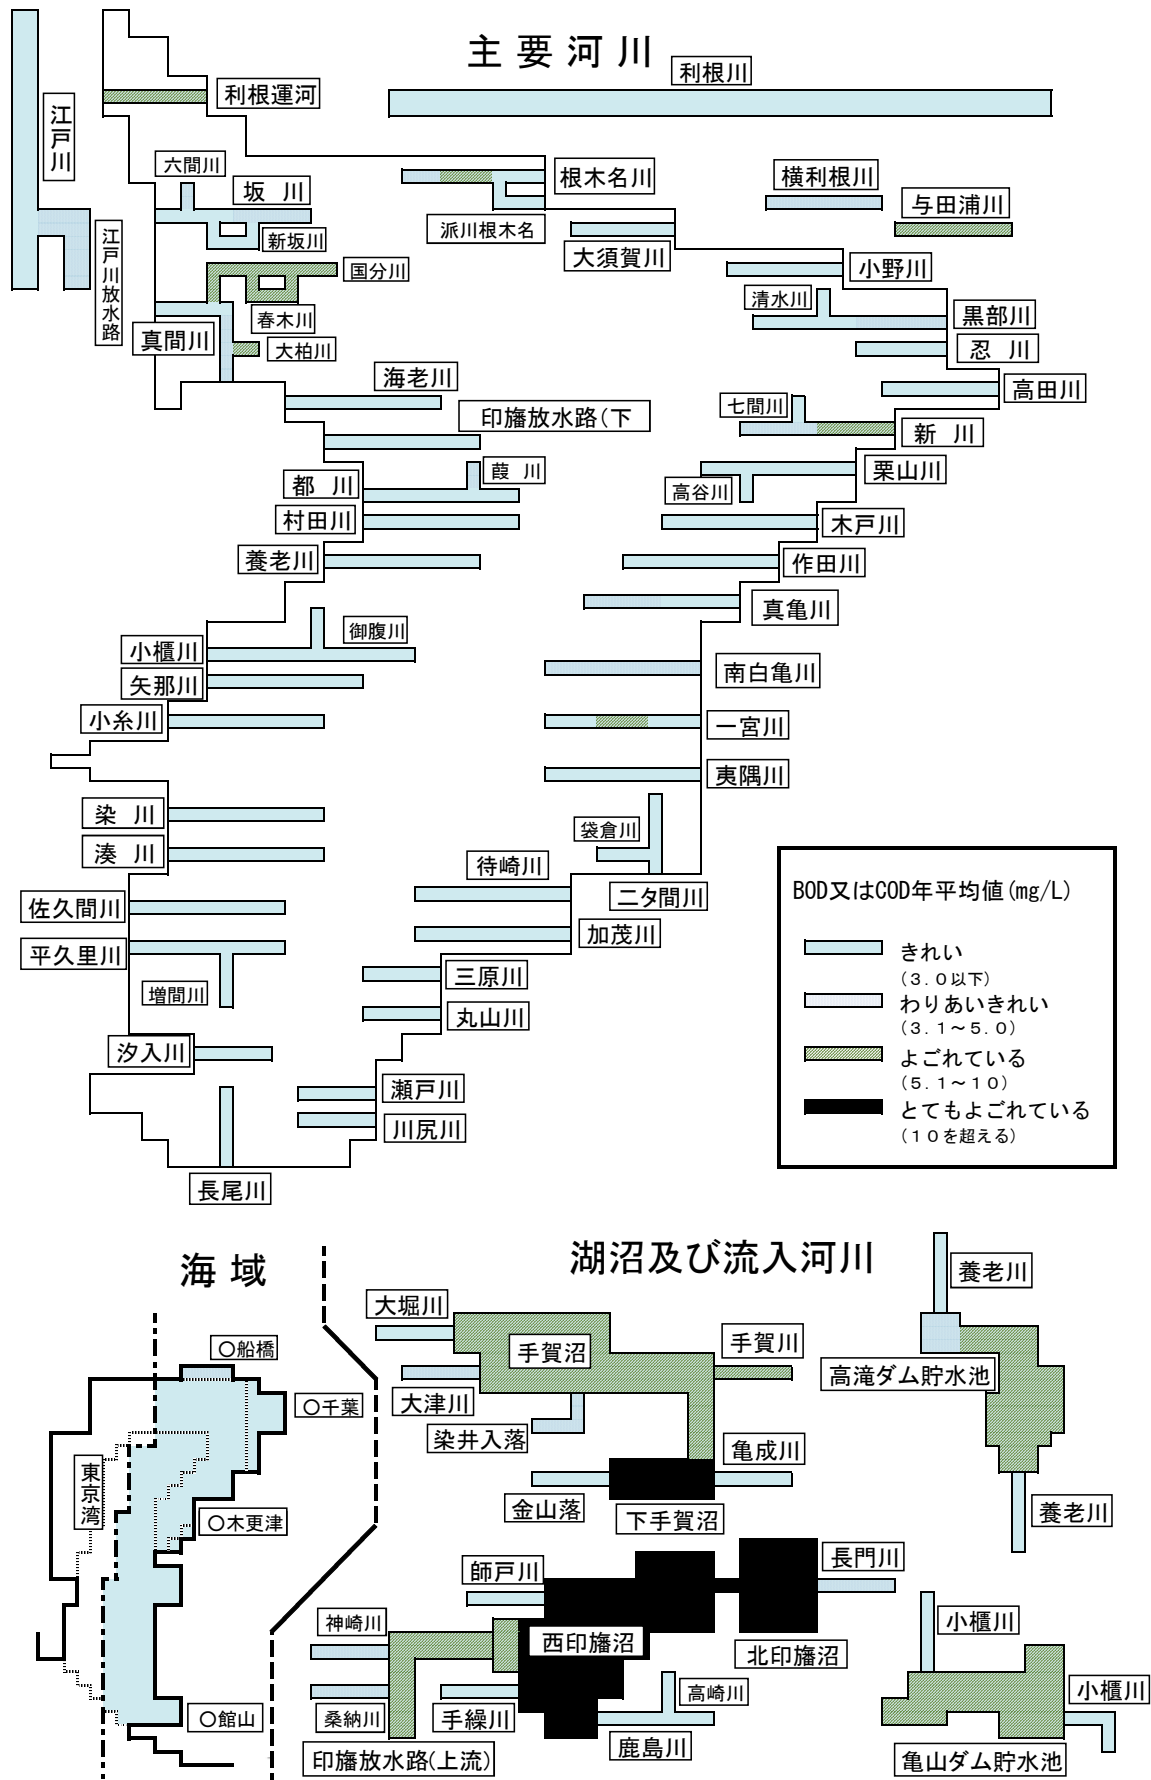 主要河川
利根川
利根運河
江戸川
六間川
坂　川
新坂川
江戸川放水路
国分川
春木川
真間川
大柏川
根木名川
派川根木名
横利根川
与田浦川
大須賀川
小野川
清水川
黒部川
忍　川
高田川
七間川
新　川
栗山川
高谷川
木戸川
作田川
真亀川
南白亀川
一宮川
夷隅川
袋倉川
二タ間川
待崎川
加茂川
三原川
丸山川
瀬戸川
川尻川
海老川
印旛放水路(下
葭　川
都　川
村田川
養老川
御腹川
小櫃川
矢那川
小糸川
染　川
湊　川
佐久間川
平久里川
増間川
汐入川
長尾川
BOD又はCOD年平均値(mg/L)
きれい
(3.0以下)
わりあいきれい
(3.1～5.0)
よごれている
(5.1～10)
とてもよごれている
(10を超える)
海域
○船橋
○千葉
東京湾
○木更津
○館山
湖沼及び流入河川
大堀川
手賀沼
手賀川
大津川
染井入落
亀成川
金山落
下手賀沼
師戸川
長門川
神崎川
西印旛沼
北印旛沼
桑納川
手繰川
高崎川
鹿島川
印旛放水路(上流)
養老川
高滝ダム貯水池
養老川
小櫃川
小櫃川
亀山ダム貯水池